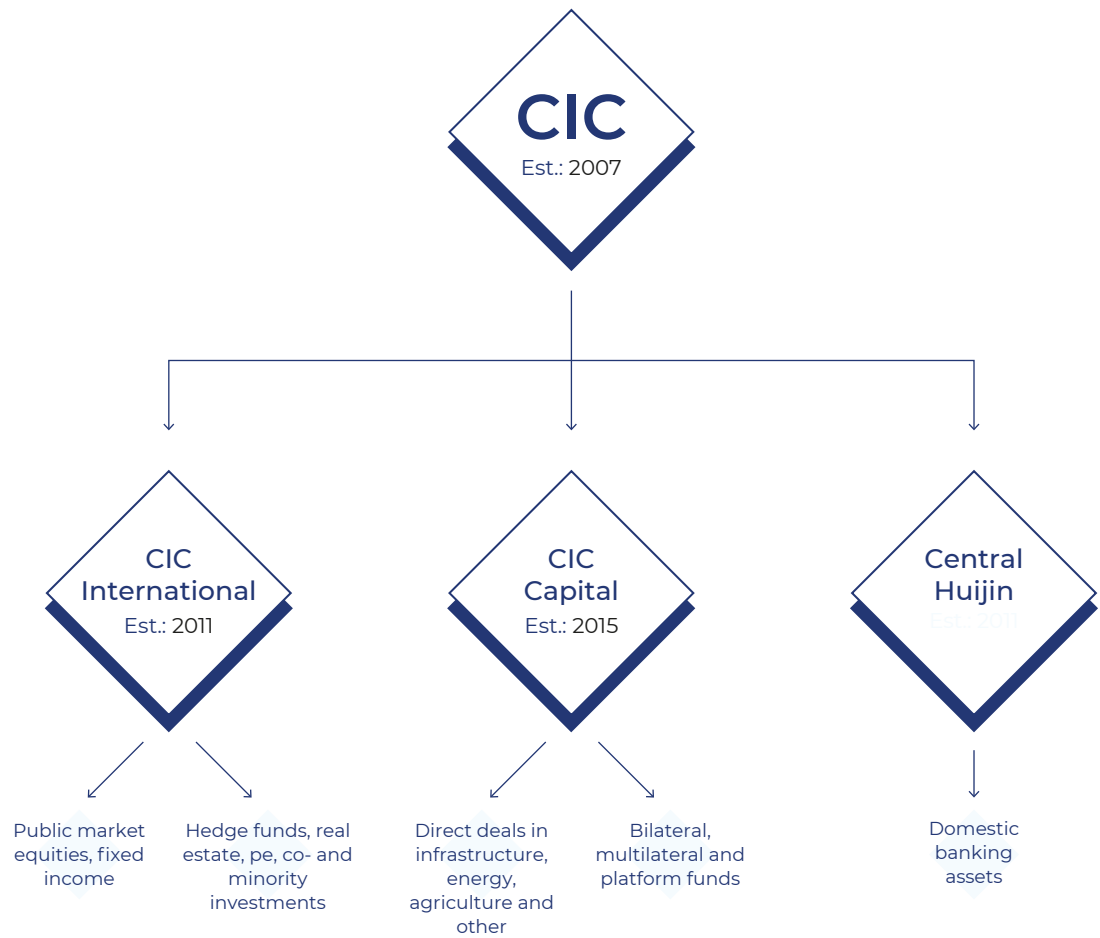 CIC
Est.: 2007
CIC
International
Est.: 2011
CIC
Capital
Est.: 2015
Central
Huijin
Est.: 2011
Public market
equities, fixed
income
Hedge funds, real
estate, pe, co- and
minority
investments
Direct deals in
infrastructure,
energy,
agriculture and
other
Bilateral,
multilateral and
platform funds
Domestic
banking
assets